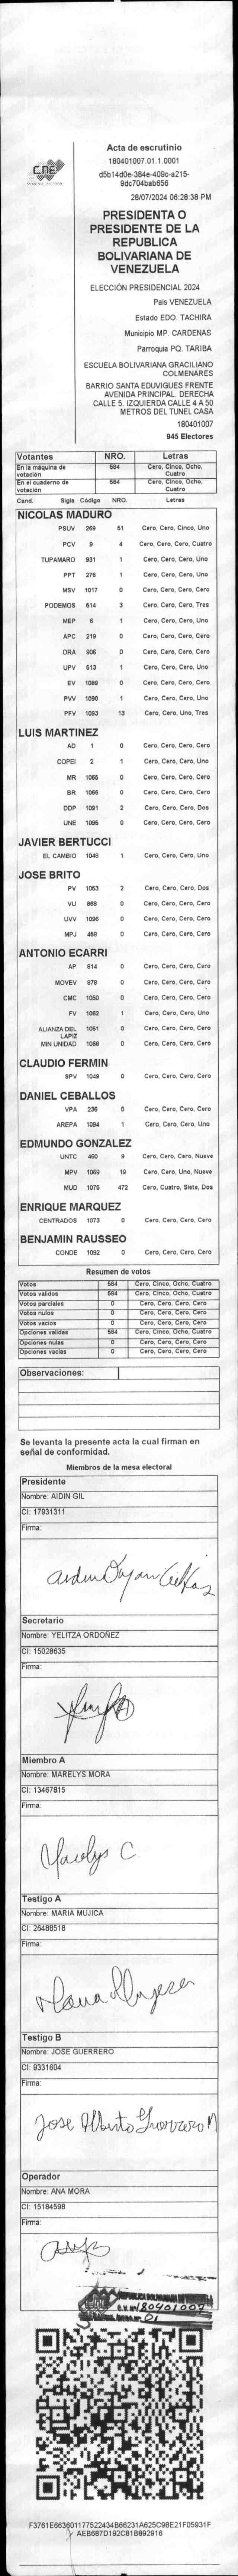 CNE
Acta de escrutinio
180401007.01.1.0001
d5b14d0e-384e-409c-a215-
9dc704bab656
28/07/2024 06:28:38 PM
PRESIDENTA O
PRESIDENTE DE LA
REPUBLICA
BOLIVARIANA DE
VENEZUELA
ELECCIÓN PRESIDENCIAL 2024
País VENEZUELA
Estado EDO. TACHIRA
Municipio MP. CARDENAS
Parroquia PQ. TARIBA
ESCUELA BOLIVARIANA GRACILIANO
COLMENARES
BARRIO SANTA EDUVIGUES FRENTE
AVENIDA PRINCIPAL. DERECHA
CALLE 5. IZQUIERDA CALLE 4 A 50
METROS DEL TUNEL CASA
180401007
945 Electores
Votantes NRO. Letras
En la máquina de votación 584 Cero, Cinco, Ocho, Cuatro
En el cuaderno de votación 584 Cero, Cinco, Ocho, Cuatro
Cand. Sigla Código NRO. Letras
NICOLAS MADURO
PSUV 269 51 Cero, Cero, Cinco, Uno
PCV 9 4 Cero, Cero, Cero, Cuatro
TUPAMARO 931 1 Cero, Cero, Cero, Uno
PPT 276 1 Cero, Cero, Cero, Uno
MSV 1017 0 Cero, Cero, Cero, Cero
PODEMOS 514 3 Cero, Cero, Cero, Tres
MEP 6 1 Cero, Cero, Cero, Uno
APC 219 0 Cero, Cero, Cero, Cero
ORA 906 0 Cero, Cero, Cero, Cero
UPV 513 1 Cero, Cero, Cero, Uno
EV 1089 0 Cero, Cero, Cero, Cero
PVV 1090 1 Cero, Cero, Cero, Uno
PFV 1093 13 Cero, Cero, Uno, Tres
LUIS MARTINEZ
AD 1 0 Cero, Cero, Cero, Cero
COPEI 2 1 Cero, Cero, Cero, Uno
MR 1065 0 Cero, Cero, Cero, Cero
BR 1066 0 Cero, Cero, Cero, Cero
DDP 1091 2 Cero, Cero, Cero, Dos
UNE 1095 0 Cero, Cero, Cero, Cero
JAVIER BERTUCCI
EL CAMBIO 1048 1 Cero, Cero, Cero, Uno
JOSE BRITO
PV 1053 2 Cero, Cero, Cero, Dos
VU 868 0 Cero, Cero, Cero, Cero
UVV 1096 0 Cero, Cero, Cero, Cero
MPJ 458 0 Cero, Cero, Cero, Cero
ANTONIO ECARRI
AP 814 0 Cero, Cero, Cero, Cero
MOVEV 878 0 Cero, Cero, Cero, Cero
CMC 1050 0 Cero, Cero, Cero, Cero
FV 1062 1 Cero, Cero, Cero, Uno
ALIANZA DEL LAPIZ 1051 0 Cero, Cero, Cero, Cero
MIN UNIDAD 1088 0 Cero, Cero, Cero, Cero
CLAUDIO FERMIN
SPV 1049 0 Cero, Cero, Cero, Cero
DANIEL CEBALLOS
VPA 236 0 Cero, Cero, Cero, Cero
AREPA 1094 1 Cero, Cero, Cero, Uno
EDMUNDO GONZALEZ
UNTC 460 9 Cero, Cero, Cero, Nueve
MPV 1069 19 Cero, Cero, Uno, Nueve
MUD 1075 472 Cero, Cuatro, Siete, Dos
ENRIQUE MARQUEZ
CENTRADOS 1073 0 Cero, Cero, Cero, Cero
BENJAMIN RAUSSEO
CONDE 1092 0 Cero, Cero, Cero, Cero
Resumen de votos
Votos 584 Cero, Cinco, Ocho, Cuatro
Votos validos 584 Cero, Cinco, Ocho, Cuatro
Votos parciales 0 Cero, Cero, Cero, Cero
Votos nulos 0 Cero, Cero, Cero, Cero
Votos vacios 0 Cero, Cero, Cero, Cero
Opciones validas 584 Cero, Cinco, Ocho, Cuatro
Opciones nulas 0 Cero, Cero, Cero, Cero
Opciones vacias 0 Cero, Cero, Cero, Cero
Observaciones:
Se levanta la presente acta la cual firman en
señal de conformidad.
Miembros de la mesa electoral
Presidente
Nombre: AIDIN GIL
CI: 17931311
Firma:
Secretario
Nombre: YELITZA ORDOÑEZ
CI: 15028635
Firma:
Miembro A
Nombre: MARELYS MORA
CI: 13467815
Firma:
Marelys C
Testigo A
Nombre: MARIA MUJICA
CI: 26488518
Firma:
Testigo B
Nombre: JOSE GUERRERO
CI: 9331604
Firma:
Jose Alberto Guerrero M
Operador
Nombre: ANA MORA
CI: 15184598
Firma:
REPUBLICA BOLIVARIANA DE
180401007
01
F3761E663601177522434B66231A625C98E21F05931F
AEB687D192C81B892916